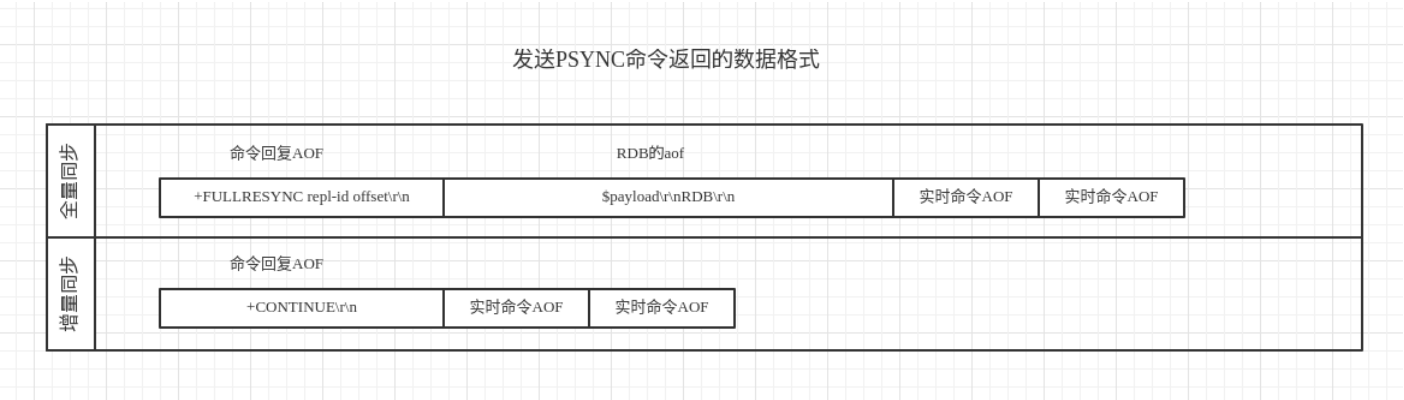 发送PSYNC命令返回的数据格式
全量同步
命令回复AOF
RDB的aof
+FULLRESYNC repl-id offset\r\n
$payload\r\nRDB\r\n
实时命令AOF
实时命令AOF
增量同步
命令回复AOF
+CONTINUE\r\n
实时命令AOF
实时命令AOF